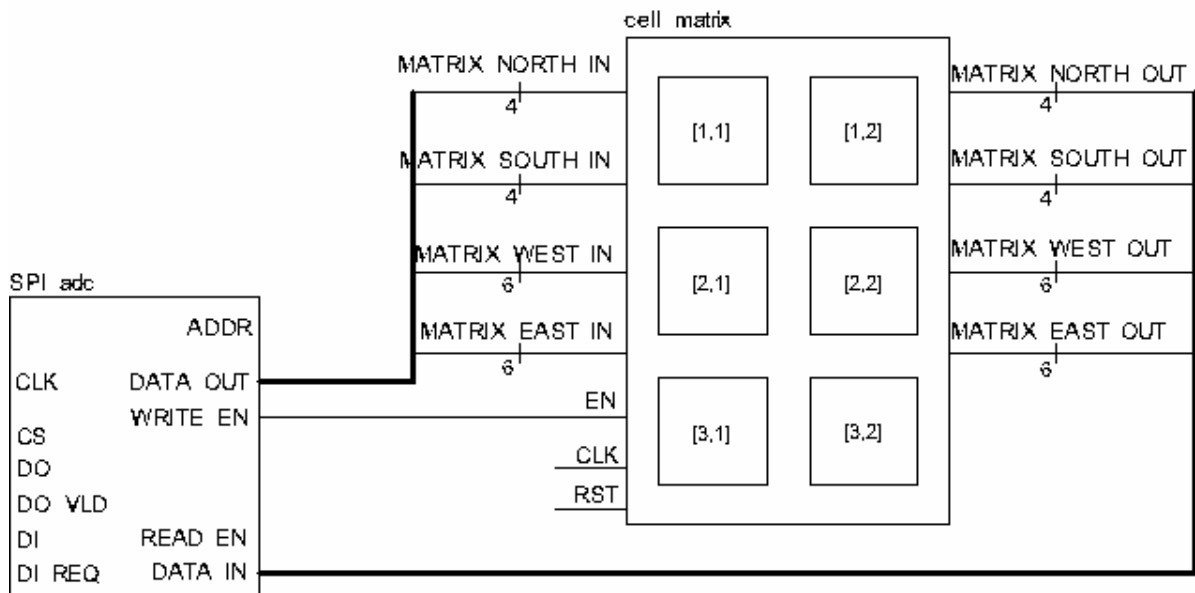 cell matrix
MATRIX NORTH IN
4
MATRIX NORTH OUT
4
[1,1]
[1,2]
MATRIX SOUTH IN
4
MATRIX SOUTH OUT
4
MATRIX WEST IN
6
MATRIX WEST OUT
6
[2,1]
[2,2]
SPI adc
ADDR
MATRIX EAST IN
6
MATRIX EAST OUT
6
CLK
DATA OUT
WRITE EN
EN
[3,1]
[3,2]
CS
DO
CLK
DO VLD
RST
DI
READ EN
DI REQ
DATA IN